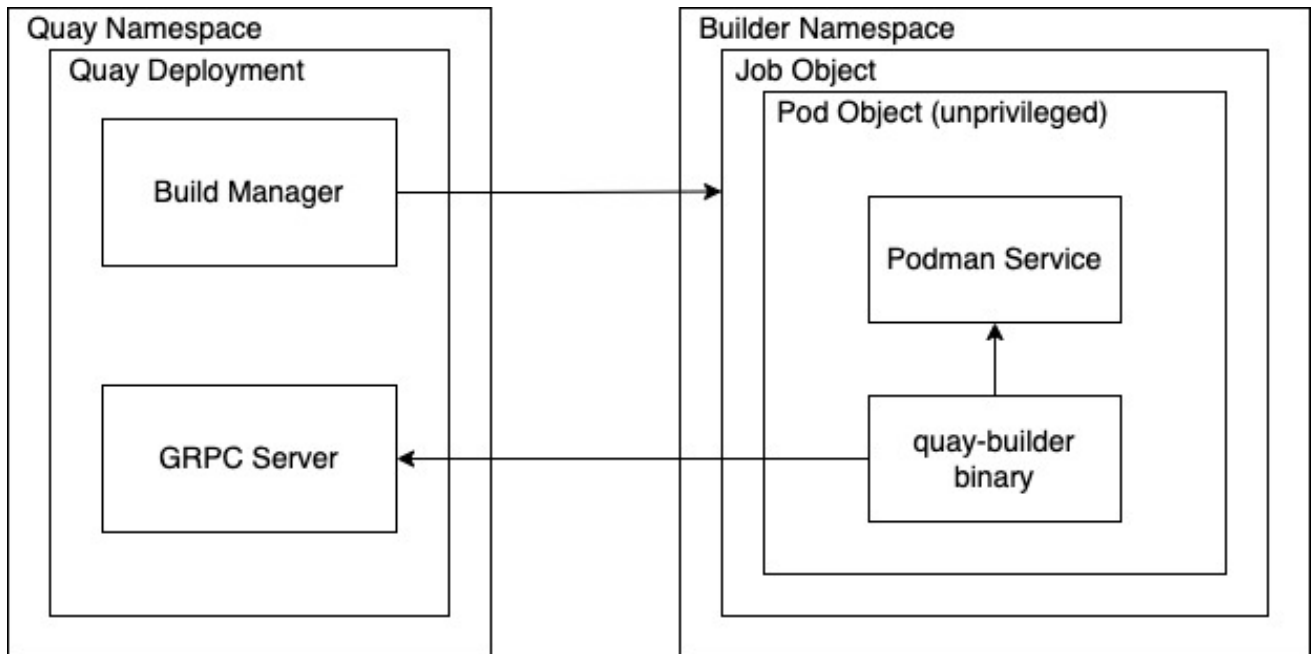 Quay Namespace
Quay Deployment
Build Manager
GRPC Server
Builder Namespace
Job Object
Pod Object (unprivileged)
Podman Service
quay-builder
binary